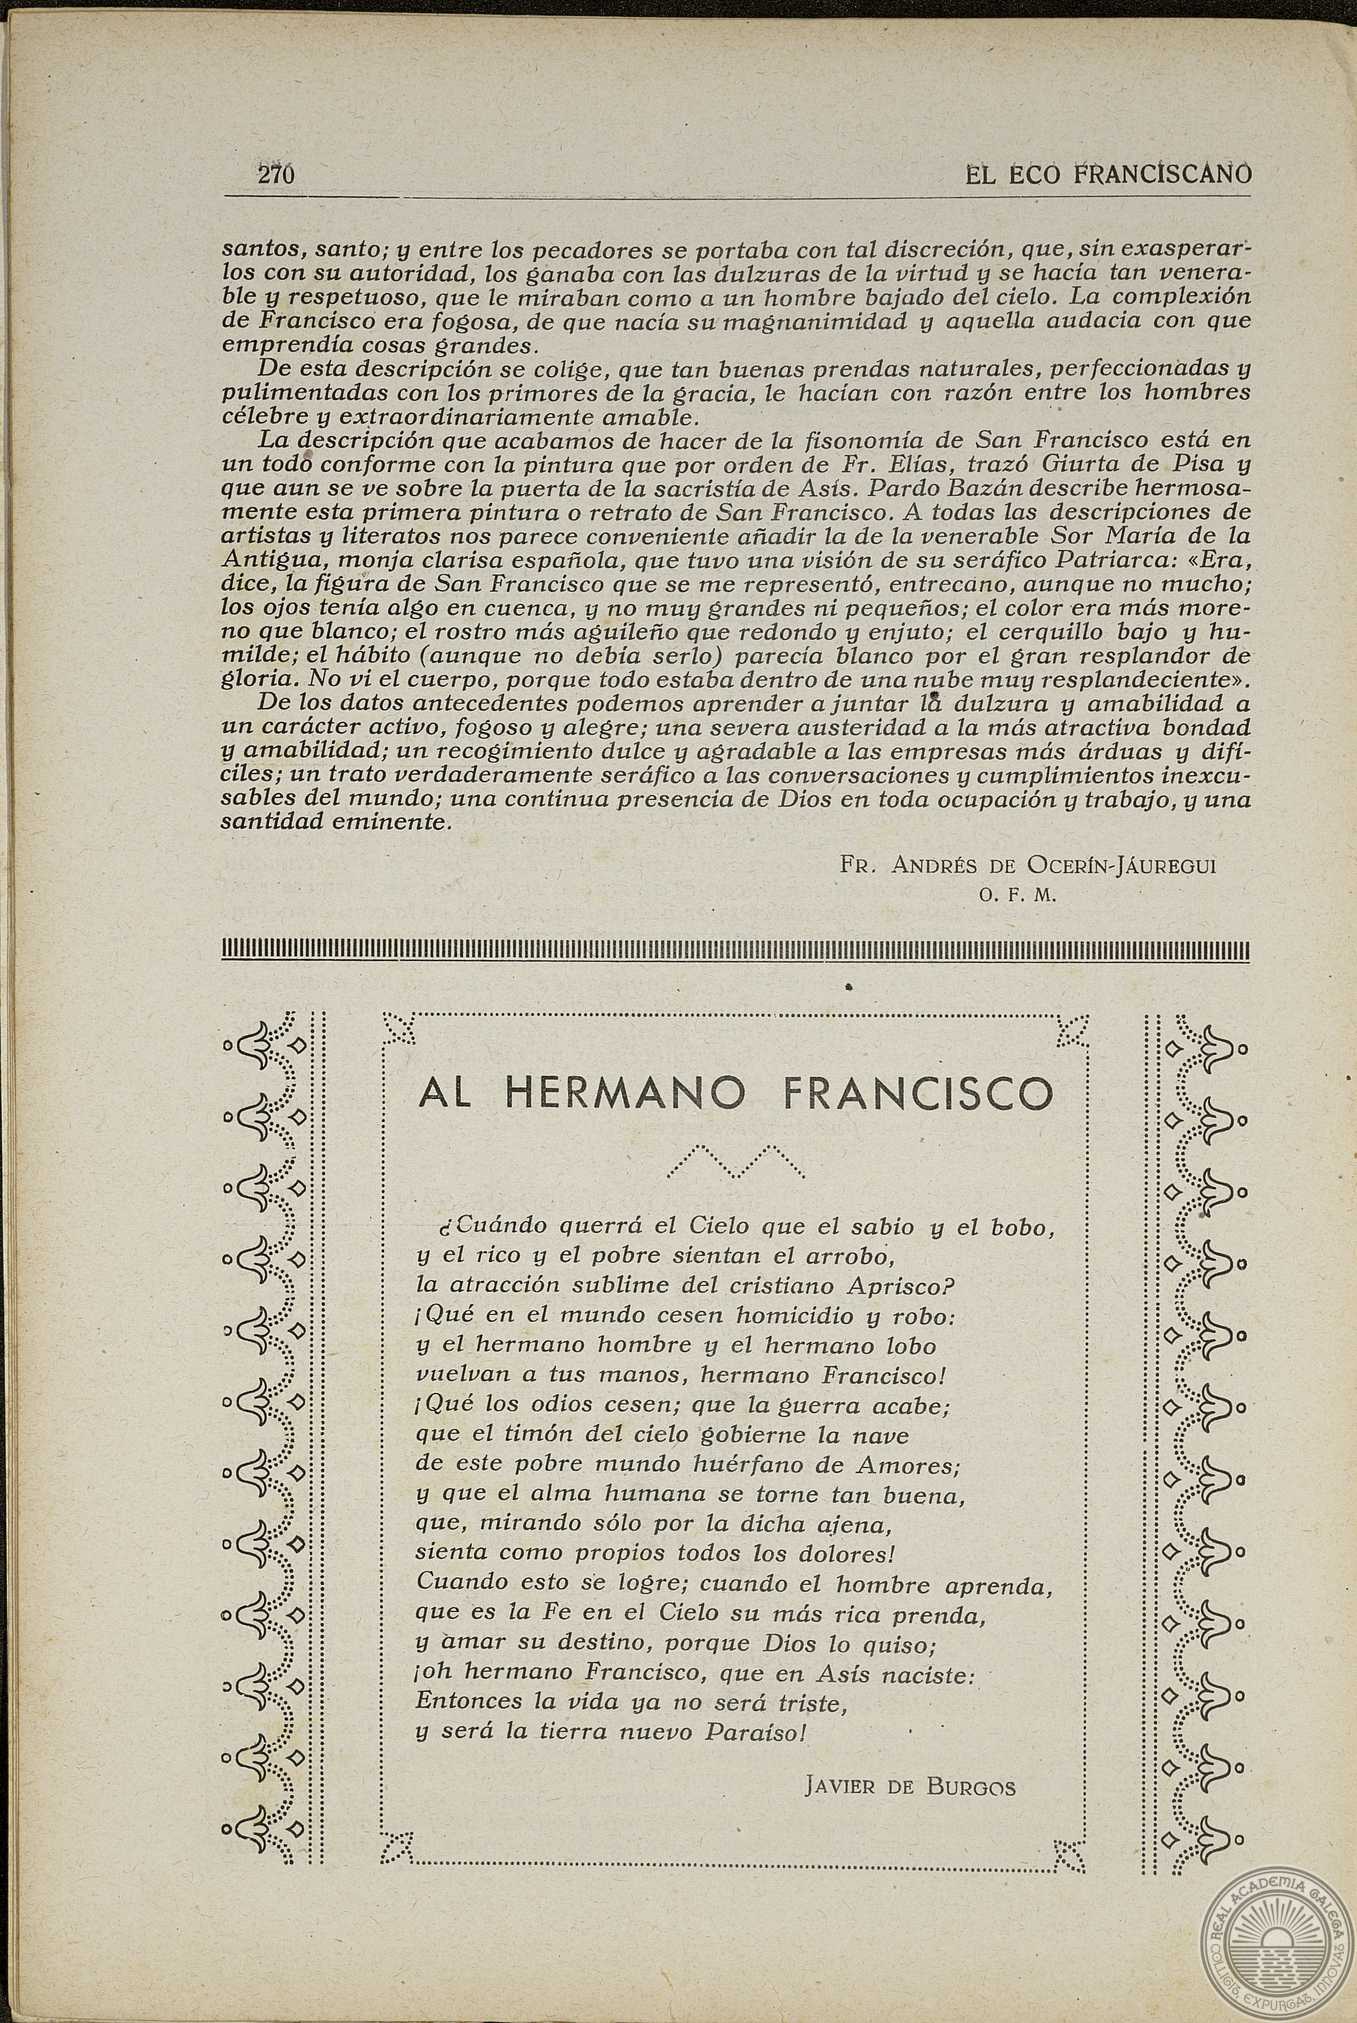 270
EL ECO FRANCISCANO
santos, santo; y entre los pecadores se portaba con tal discreción, que, sin exasperar-
los con su autoridad, los ganaba con las dulzuras de la virtud y se hacía tan venera-
ble y respetuoso, que le miraban como a un hombre bajado del cielo. La complexión
de Francisco era fogosa, de que nacía su magnanimidad y aquella audacia con que
emprendía cosas grandes.
De esta descripción se colige, que tan buenas prendas naturales, perfeccionadas y
pulimentadas con los primores de la gracia, le hacían con razón entre los hombres
célebre y extraordinariamente amable.
La descripción que acabamos de hacer de la fisonomía de San Francisco está en
un todo conforme con la pintura que por orden de Fr. Elías, trazó Giurta de Pisa y
que aun se ve sobre la puerta de la sacristía de Asís. Pardo Bazán describe hermosa-
mente esta primera pintura o retrato de San Francisco. A todas las descripciones de
artistas y literatos nos parece conveniente añadir la de la venerable Sor María de la
Antigua, monja clarisa española, que tuvo una visión de su seráfico Patriarca: «Era,
dice, la figura de San Francisco que se me representó, entrecano, aunque no mucho;
los ojos tenía algo en cuenca, y no muy grandes ni pequeños; el color era más more-
no que blanco; el rostro más aguileño que redondo y enjuto; el cerquillo bajo y hu-
milde; el hábito (aunque no debía serlo) parecía blanco por el gran resplandor de
gloria. No vi el cuerpo, porque todo estaba dentro de una nube muy resplandeciente».
De los datos antecedentes podemos aprender a juntar la dulzura y amabilidad a
un carácter activo, fogoso y alegre; una severa austeridad a la más atractiva bondad
y amabilidad; un recogimiento dulce y agradable a las empresas más árduas y difí-
ciles; un trato verdaderamente seráfico a las conversaciones y cumplimientos inexcu-
sables del mundo; una continua presencia de Dios en toda ocupación y trabajo, y una
santidad eminente.
FR. ANDRÉS DE OCERÍN-JÁUREGUI
O. F. M.
AL HERMANO FRANCISCO
¿Cuándo querrá el Cielo que el sabio y el bobo,
y el rico y el pobre sientan el arrobo,
la atracción sublime del cristiano Aprisco?
¡Qué en el mundo cesen homicidio y robo:
y el hermano hombre y el hermano lobo
vuelvan a tus manos, hermano Francisco!
¡Qué los odios cesen; que la guerra acabe;
que el timón del cielo gobierne la nave
de este pobre mundo huérfano de Amores;
y que el alma humana se torne tan buena,
que, mirando sólo por la dicha ajena,
sienta como propios todos los dolores!
Cuando esto se logre; cuando el hombre aprenda,
que es la Fe en el Cielo su más rica prenda,
y amar su destino, porque Dios lo quiso;
¡oh hermano Francisco, que en Asís naciste:
Entonces la vida ya no será triste,
y será la tierra nuevo Paraíso!
JAVIER DE BURGOS
REAL ACADEMIA GALEGA
COLLIGIS, EXPURGAS, INNOVAS